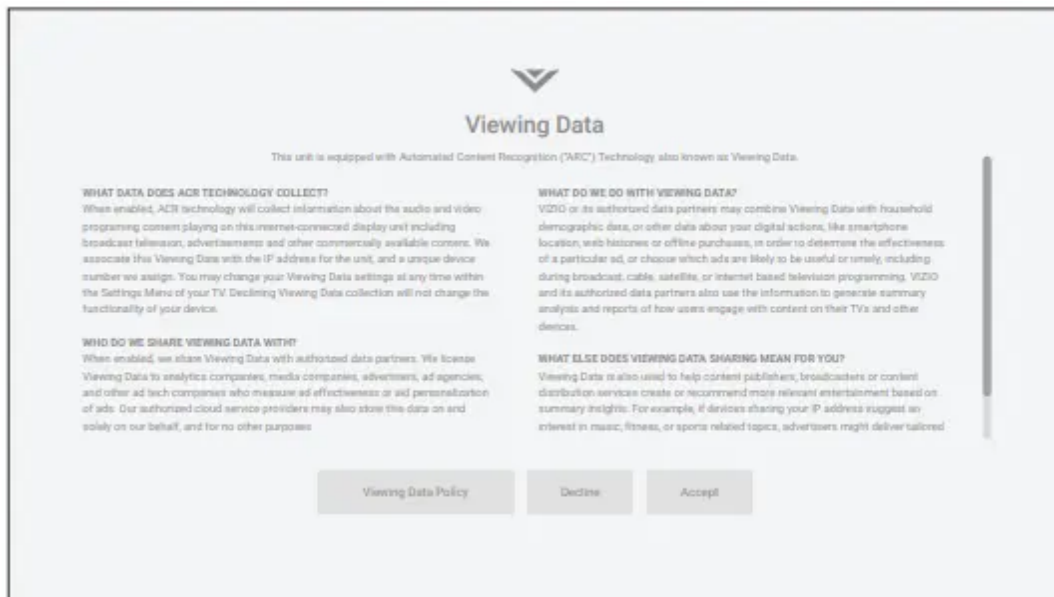 Viewing Data
This unit is equipped with Automated Content Recognition ("ARC") Technology also known as Viewing Data.
WHAT DATA DOES ACR TECHNOLOGY COLLECT?
When enabled, ACR technology will collect information about the audio and video
programing content playing on this internet-connected display unit including
broadcast television, advertisements and other commercially available content. We
associate this Viewing Data with the IP address for the unit, and a unique device
number we assign. You may change your Viewing Data settings at any time within
the Settings Menu of your TV. Declining Viewing Data collection will not change the
functionality of your device.
WHO DO WE SHARE VIEWING DATA WITH?
When enabled, we share Viewing Data with authorized data partners. We license
Viewing Data to analytics companies, media companies, advertisers, ad agencies,
and other ad tech companies who measure ad effectiveness or aid personalization
of ads. Our authorized cloud service providers may also store this data on and
solely on our behalf, and for no other purposes
WHAT DO WE DO WITH VIEWING DATA?
VIZIO or its authorized data partners may combine Viewing Data with household
demographic data, or other data about your digital actions, like smartphone
location, web histories or offline purchases, in order to determine the effectiveness
of a particular ad, or choose which ads are likely to be useful or timely, including
during broadcast, cable, satellite, or internet based television programming. VIZIO
and its authorized data partners also use the information to generate summary
analysis and reports of how users engage with content on their TVs and other
devices.
WHAT ELSE DOES VIEWING DATA SHARING MEAN FOR YOU?
Viewing Data is also used to help content publishers, broadcasters or content
distribution services create or recommend more relevant entertainment based on
summary insights. For example, if devices sharing your IP address suggest an
interest in music, fitness, or sports related topics, advertisers might deliver tailored
Viewing Data Policy
Decline
Accept